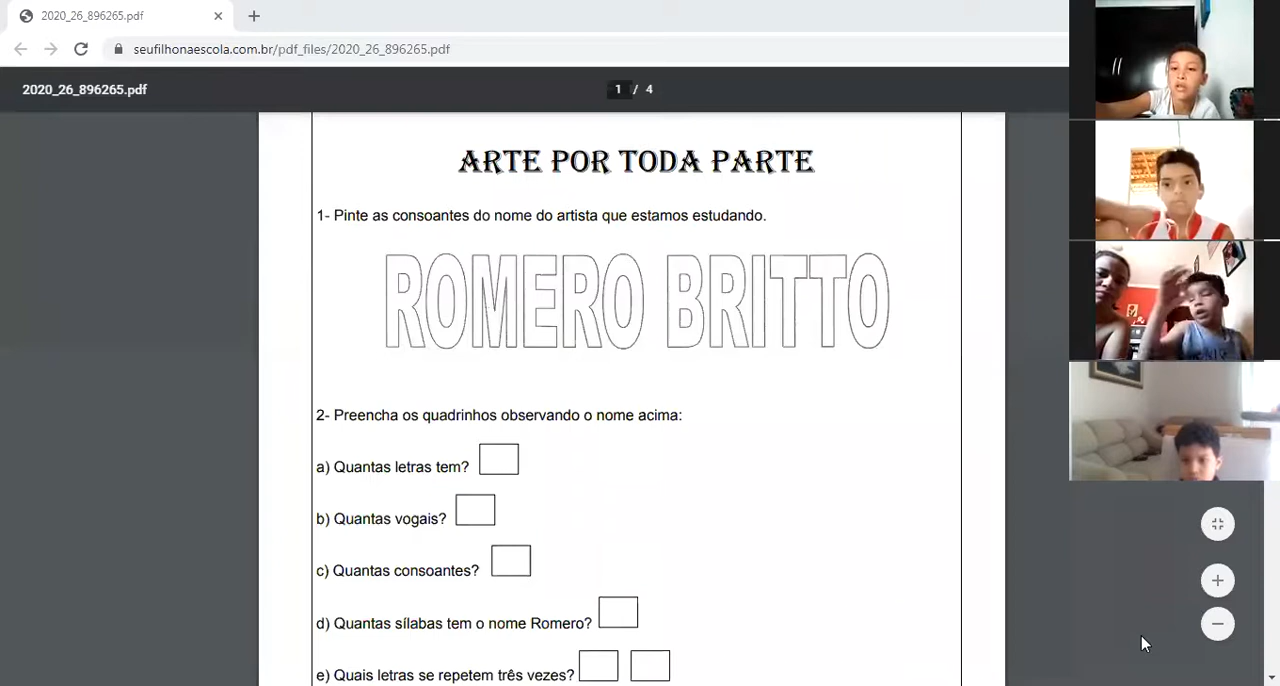 2020_26_896265.pdf
seufilhonaescola.com.br/pdf_files/2020_26_896265.pdf
2020_26_896265.pdf
1 / 4
ARTE POR TODA PARTE
1- Pinte as consoantes do nome do artista que estamos estudando.
ROMERO BRITTO
2- Preencha os quadrinhos observando o nome acima:
a) Quantas letras tem?
b) Quantas vogais?
c) Quantas consoantes?
d) Quantas sílabas tem o nome Romero?
e) Quais letras se repetem três vezes?